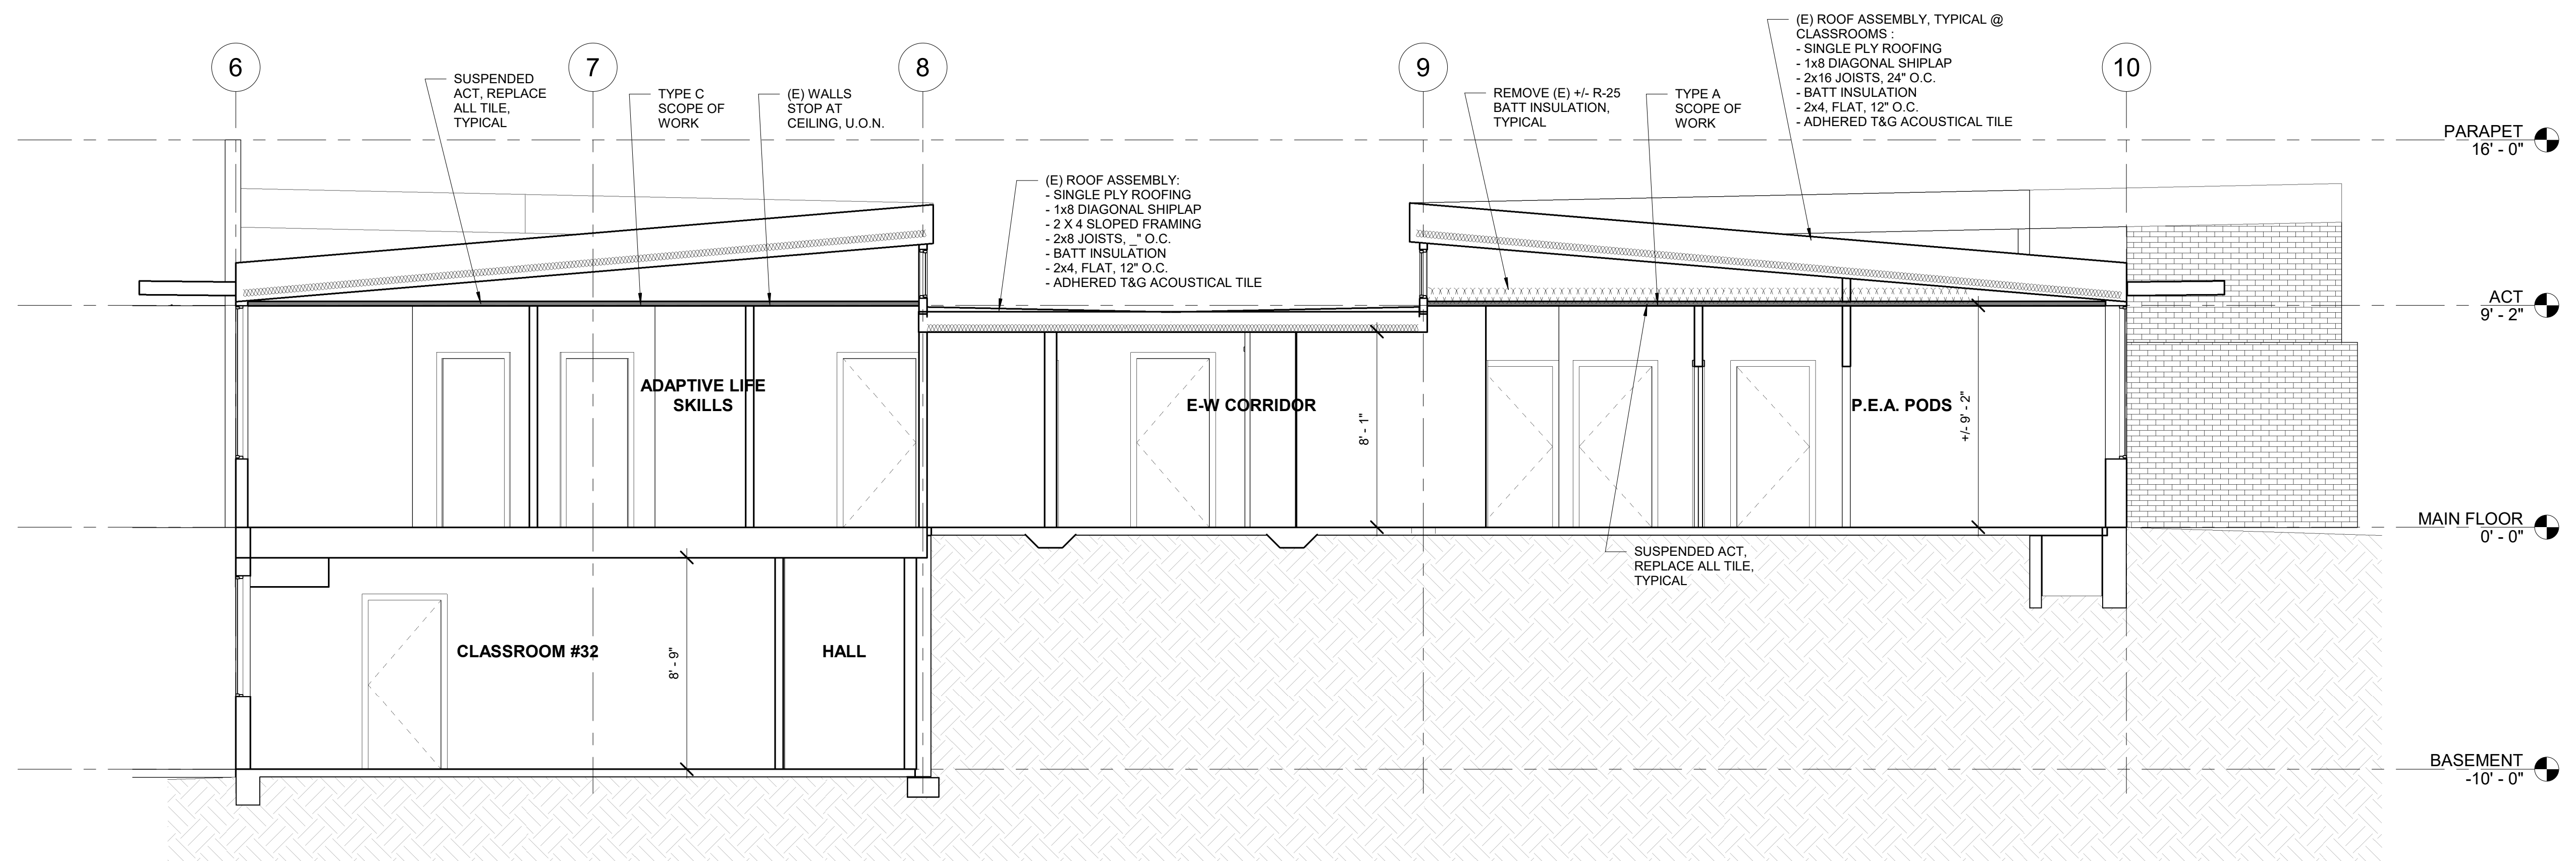 6
7
8
9
10
SUSPENDED
ACT, REPLACE
ALL TILE,
TYPICAL
TYPE C
SCOPE OF
WORK
(E) WALLS
STOP AT
CEILING, U.O.N.
(E) ROOF ASSEMBLY:
- SINGLE PLY ROOFING
- 1x8 DIAGONAL SHIPLAP
- 2 X 4 SLOPED FRAMING
- 2x8 JOISTS, _" O.C.
- BATT INSULATION
- 2x4, FLAT, 12" O.C.
- ADHERED T&G ACOUSTICAL TILE
REMOVE (E) +/- R-25
BATT INSULATION,
TYPICAL
TYPE A
SCOPE OF
WORK
(E) ROOF ASSEMBLY, TYPICAL @
CLASSROOMS :
- SINGLE PLY ROOFING
- 1x8 DIAGONAL SHIPLAP
- 2x16 JOISTS, 24" O.C.
- BATT INSULATION
- 2x4, FLAT, 12" O.C.
- ADHERED T&G ACOUSTICAL TILE
PARAPET
16' - 0"
ACT
9' - 2"
ADAPTIVE LIFE
SKILLS
E-W CORRIDOR
8' - 1"
P.E.A. PODS
+/- 9' - 2"
MAIN FLOOR
0' - 0"
SUSPENDED ACT,
REPLACE ALL TILE,
TYPICAL
CLASSROOM #32
8' - 9"
HALL
BASEMENT
-10' - 0"